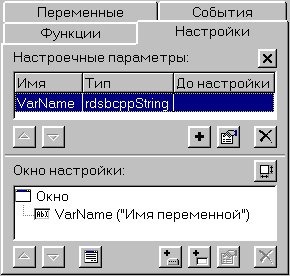 Переменные События
Функции Настройки
Настроечные параметры:
Имя Тип До настройки
VarName rdsbcppString
Окно настройки:
Окно
VarName ("Имя переменной")